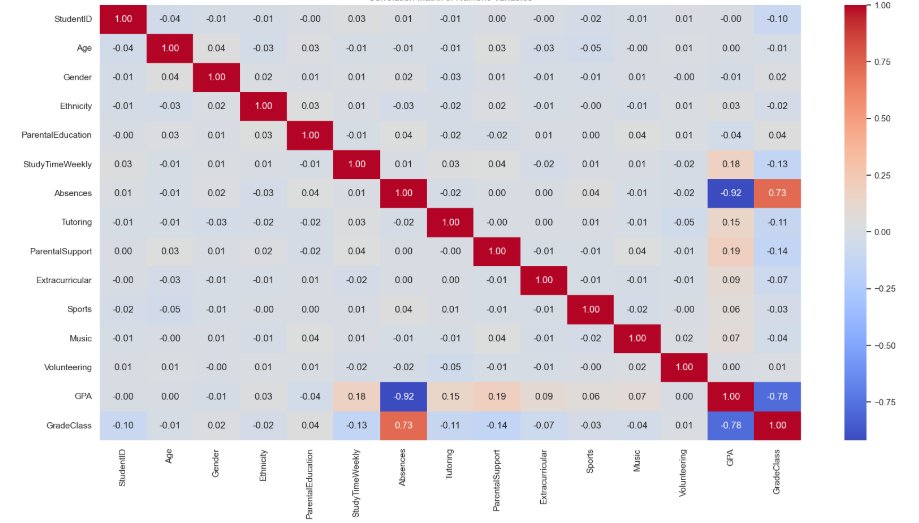 Correlation Matrix of Numeric Variables
StudentID 1.00 -0.04 -0.01 -0.01 -0.00 0.03 0.01 -0.01 0.00 -0.00 -0.02 -0.01 0.01 -0.00 -0.10
Age -0.04 1.00 0.04 -0.03 0.03 -0.01 -0.01 -0.01 0.03 -0.03 -0.05 -0.00 0.01 0.00 -0.01
Gender -0.01 0.04 1.00 0.02 0.01 0.01 0.02 -0.03 0.01 -0.01 -0.01 0.01 -0.00 -0.01 0.02
Ethnicity -0.01 -0.03 0.02 1.00 0.03 0.01 -0.03 -0.02 0.02 -0.01 -0.00 -0.01 0.01 0.03 -0.02
ParentalEducation -0.00 0.03 0.01 0.03 1.00 -0.01 0.04 -0.02 -0.02 0.01 0.00 0.04 0.01 -0.04 0.04
StudyTimeWeekly 0.03 -0.01 0.01 0.01 -0.01 1.00 0.01 0.03 0.04 -0.02 0.01 0.01 -0.02 0.18 -0.13
Absences 0.01 -0.01 0.02 -0.03 0.04 0.01 1.00 -0.02 0.00 0.00 0.04 -0.01 -0.02 -0.92 0.73
Tutoring -0.01 -0.01 -0.03 -0.02 -0.02 0.03 -0.02 1.00 -0.00 0.00 0.01 -0.01 -0.05 0.15 -0.11
ParentalSupport 0.00 0.03 0.01 0.02 -0.02 0.04 0.00 -0.00 1.00 -0.01 -0.01 0.04 -0.01 0.19 -0.14
Extracurricular -0.00 -0.03 -0.01 -0.01 0.01 -0.02 0.00 0.00 -0.01 1.00 -0.01 -0.01 -0.01 0.09 -0.07
Sports -0.02 -0.05 -0.01 -0.00 0.00 0.01 0.04 0.01 -0.01 -0.01 1.00 -0.02 -0.00 0.06 -0.03
Music -0.01 -0.00 0.01 -0.01 0.04 0.01 -0.01 -0.01 0.04 -0.01 -0.02 1.00 0.02 0.07 -0.04
Volunteering 0.01 0.01 -0.00 0.01 0.01 -0.02 -0.02 -0.05 -0.01 -0.01 -0.00 0.02 1.00 0.00 0.01
GPA -0.00 0.00 -0.01 0.03 -0.04 0.18 -0.92 0.15 0.19 0.09 0.06 0.07 0.00 1.00 -0.78
GradeClass -0.10 -0.01 0.02 -0.02 0.04 -0.13 0.73 -0.11 -0.14 -0.07 -0.03 -0.04 0.01 -0.78 1.00
StudentID Age Gender Ethnicity ParentalEducation StudyTimeWeekly Absences Tutoring ParentalSupport Extracurricular Sports Music Volunteering GPA GradeClass
1.00
0.75
0.50
0.25
0.00
−0.25
−0.50
−0.75